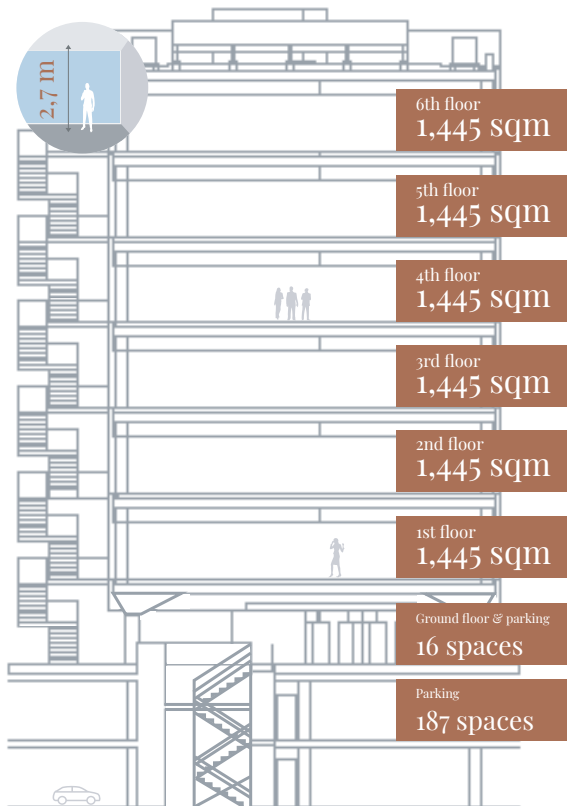 2,7 m
6th floor
1,445 sqm
5th floor
1,445 sqm
4th floor
1,445 sqm
3rd floor
1,445 sqm
2nd floor
1,445 sqm
1st floor
1,445 sqm
Ground floor & parking
16 spaces
Parking
187 spaces